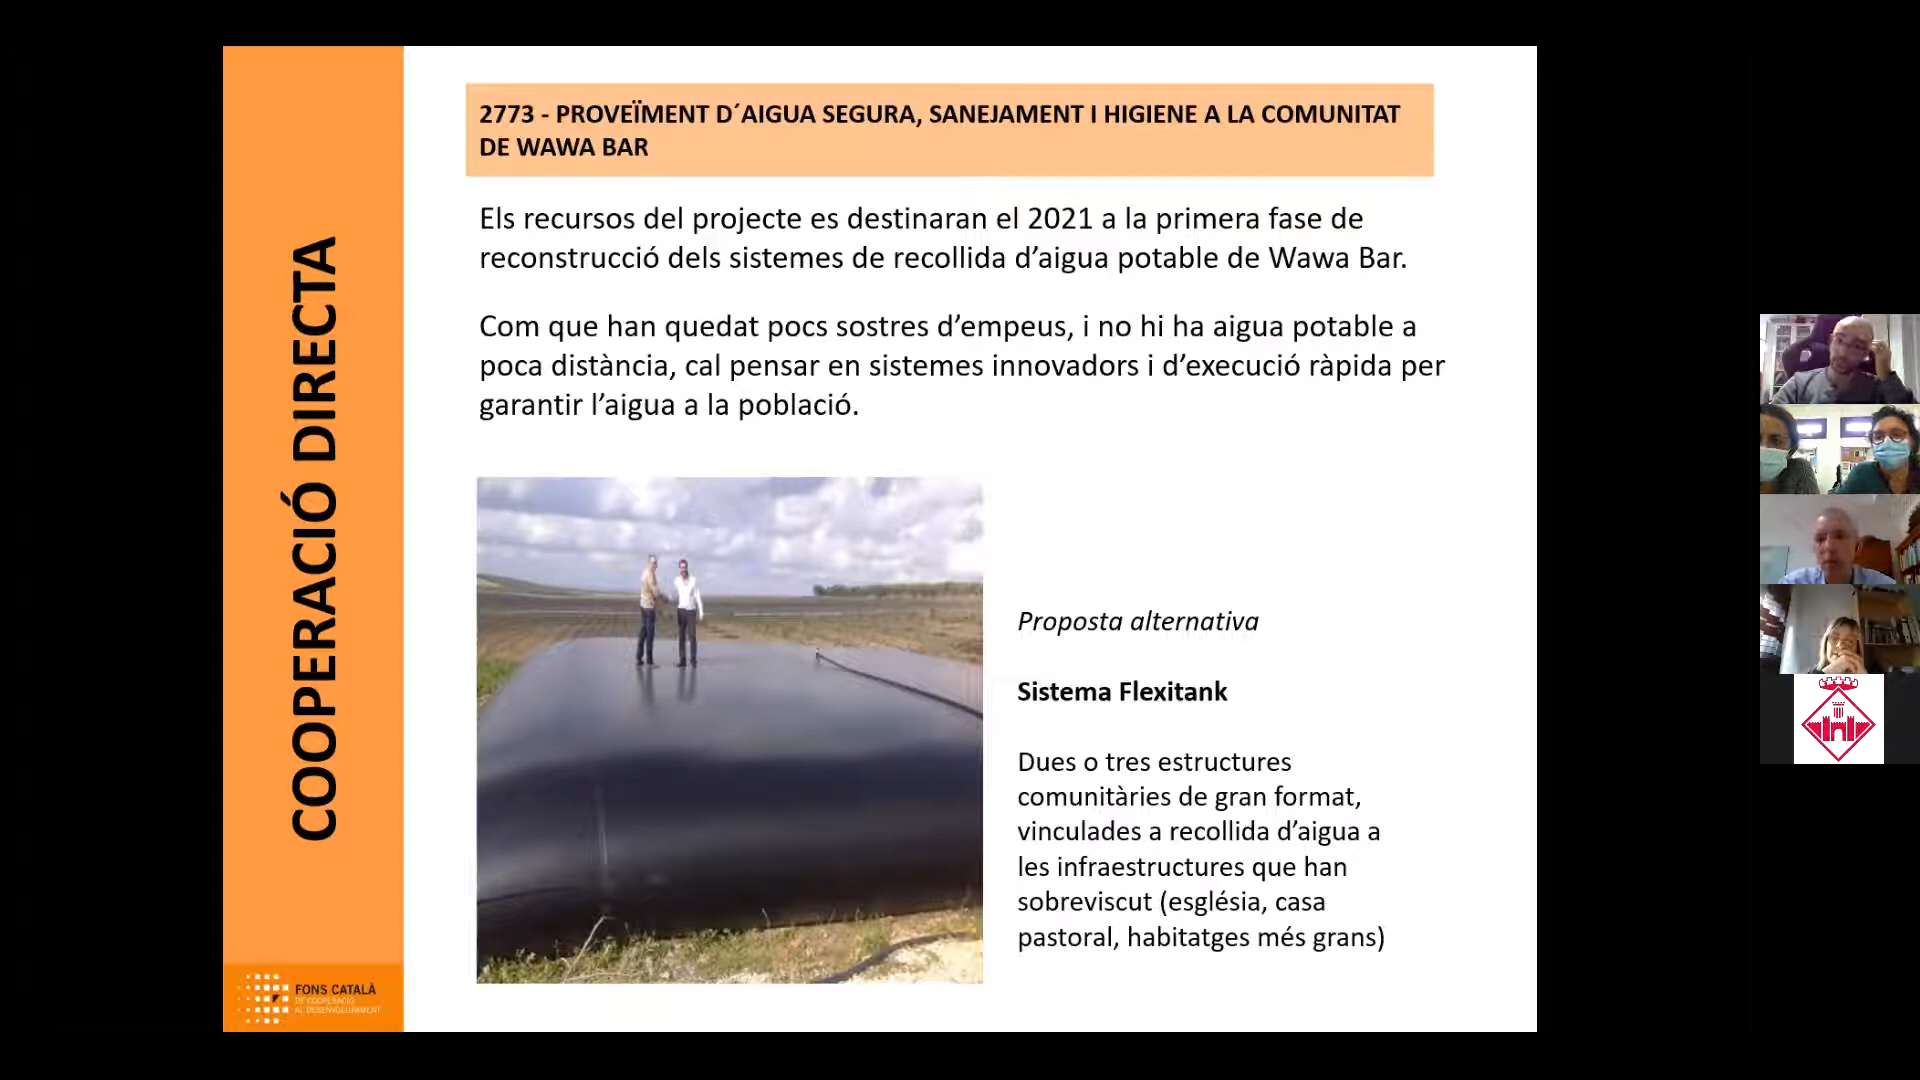 COOPERACIÓ DIRECTA
2773 - PROVEÏMENT D´AIGUA SEGURA, SANEJAMENT I HIGIENE A LA COMUNITAT
DE WAWA BAR
Els recursos del projecte es destinaran el 2021 a la primera fase de
reconstrucció dels sistemes de recollida d’aigua potable de Wawa Bar.
Com que han quedat pocs sostres d’empeus, i no hi ha aigua potable a
poca distància, cal pensar en sistemes innovadors i d’execució ràpida per
garantir l’aigua a la població.
Proposta alternativa
Sistema Flexitank
Dues o tres estructures
comunitàries de gran format,
vinculades a recollida d’aigua a
les infraestructures que han
sobreviscut (església, casa
pastoral, habitatges més grans)
FONS CATALÀ
DE COOPERACIÓ
AL DESENVOLUPAMENT